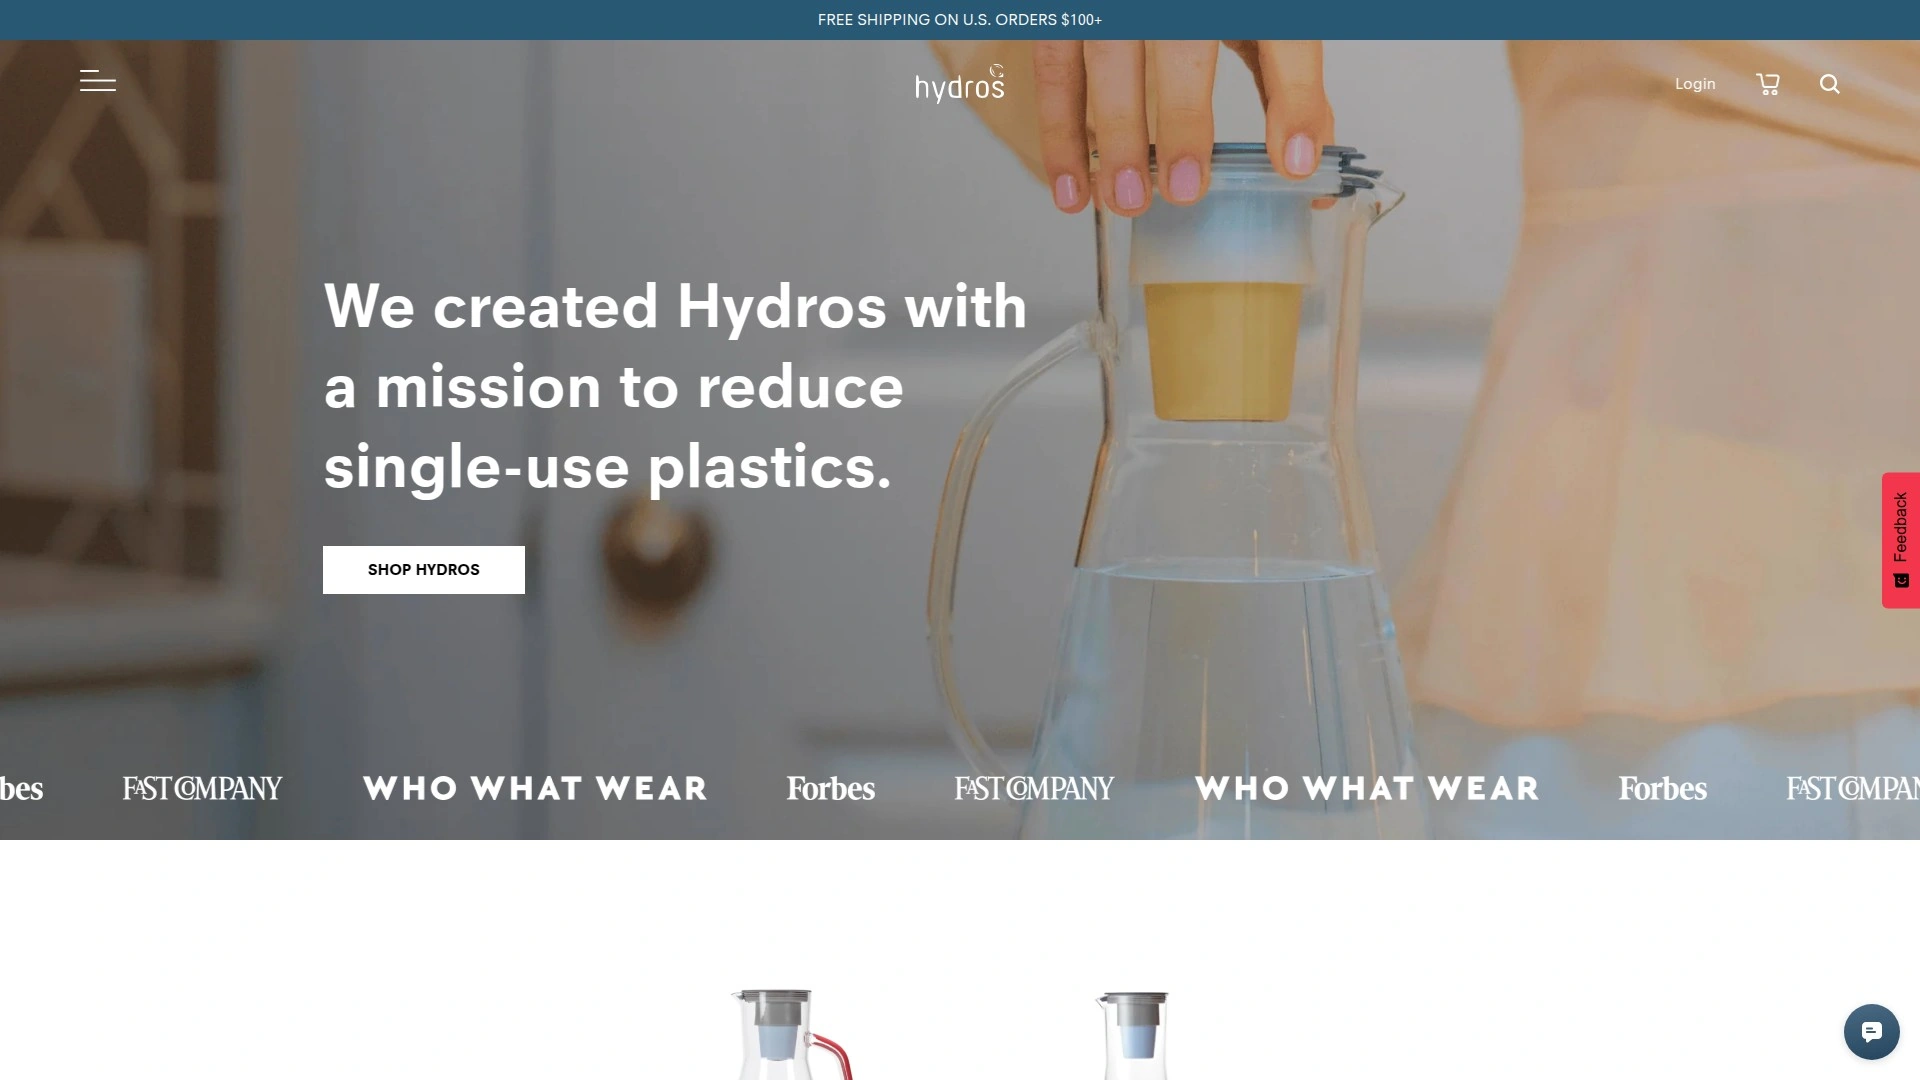 FREE SHIPPING ON U.S. ORDERS $100+
hydros
Login
We created Hydros with
a mission to reduce
single-use plastics.
SHOP HYDROS
Feedback
bes FAST COMPANY WHO WHAT WEAR Forbes FAST COMPANY WHO WHAT WEAR Forbes FAST COMPAN